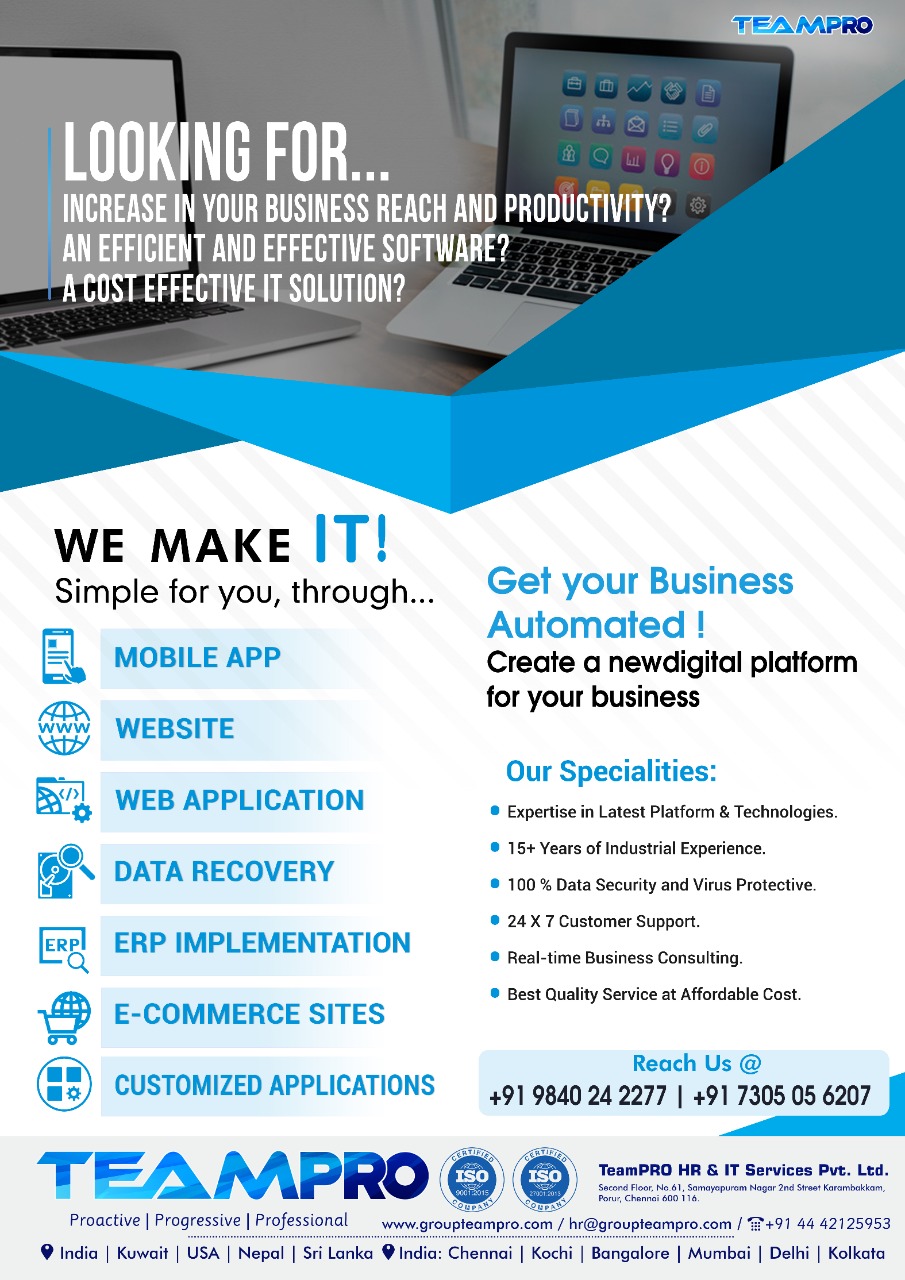 TEAMPRO
LOOKING FOR...
INCREASE IN YOUR BUSINESS REACH AND PRODUCTIVITY?
AN EFFICIENT AND EFFECTIVE SOFTWARE?
A COST EFFECTIVE IT SOLUTION?
WE MAKE IT!
Simple for you, through...
MOBILE APP
WWW
WEBSITE
WEB APPLICATION
DATA RECOVERY
ERP
ERP IMPLEMENTATION
E-COMMERCE SITES
CUSTOMIZED APPLICATIONS
Get your Business
Automated !
Create a newdigital platform
for your business
Our Specialities:
Expertise in Latest Platform & Technologies.
15+ Years of Industrial Experience.
100 % Data Security and Virus Protective.
24 X 7 Customer Support.
Real-time Business Consulting.
Best Quality Service at Affordable Cost.
Reach Us @
+91 9840 24 2277 | +91 7305 05 6207
TEAMPRO
Proactive | Progressive | Professional
CERTIFIED
ISO
9001:2015
COMPANY
CERTIFIED
ISO
27001:2015
COMPANY
TeamPRO HR & IT Services Pvt. Ltd.
Second Floor, No.61, Samayapuram Nagar 2nd Street Karambakkam,
Porur, Chennai 600 116.
www.groupteampro.com / hr@groupteampro.com / +91 44 42125953
India | Kuwait | USA | Nepal | Sri Lanka India: Chennai | Kochi | Bangalore | Mumbai | Delhi | Kolkata